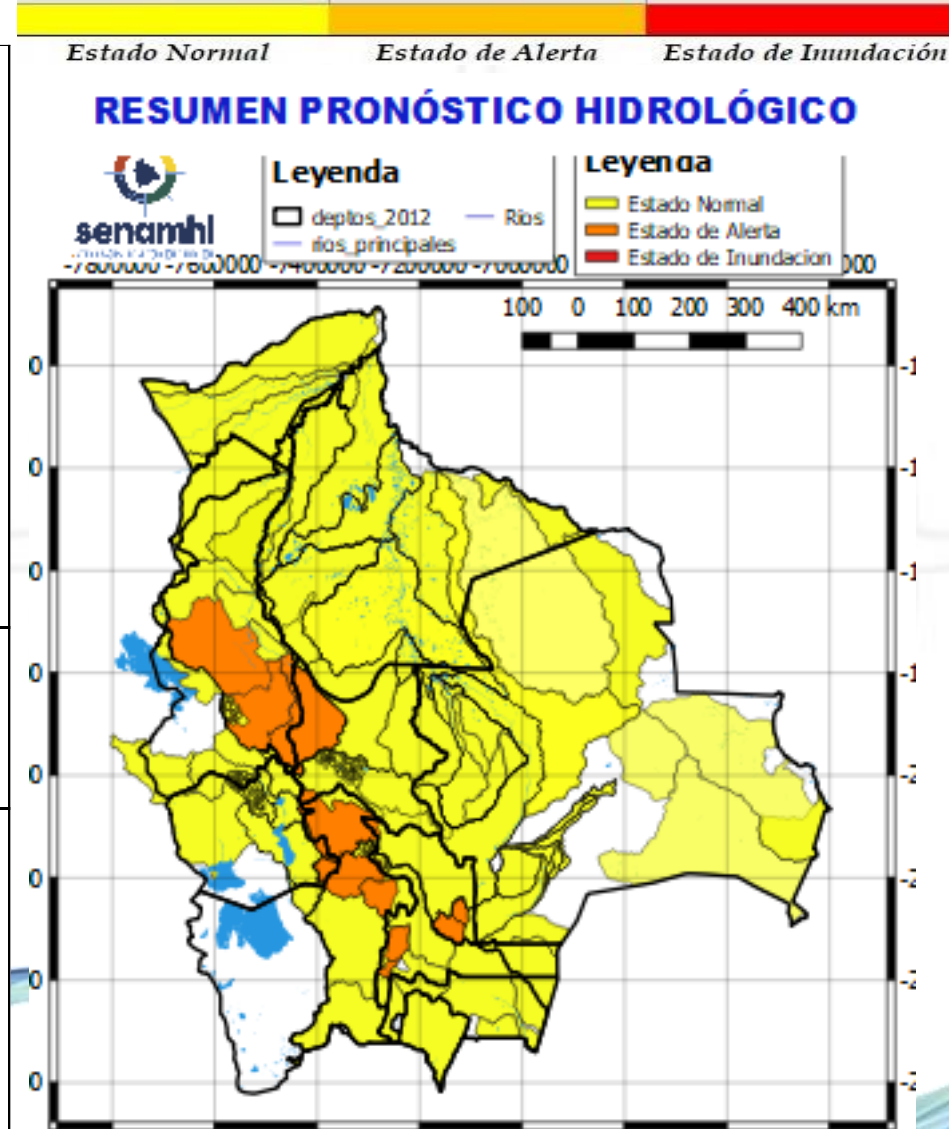 Estado Normal Estado de Alerta Estado de Inundación
RESUMEN PRONÓSTICO HIDROLÓGICO
senamhi
Leyenda
deptos_2012 Rios
rios_principales
Leyenda
Estado Normal
Estado de Alerta
Estado de Inundacion
-7800000 -7600000 -7400000 -7200000 -7000000
100 0 100 200 300 400 km